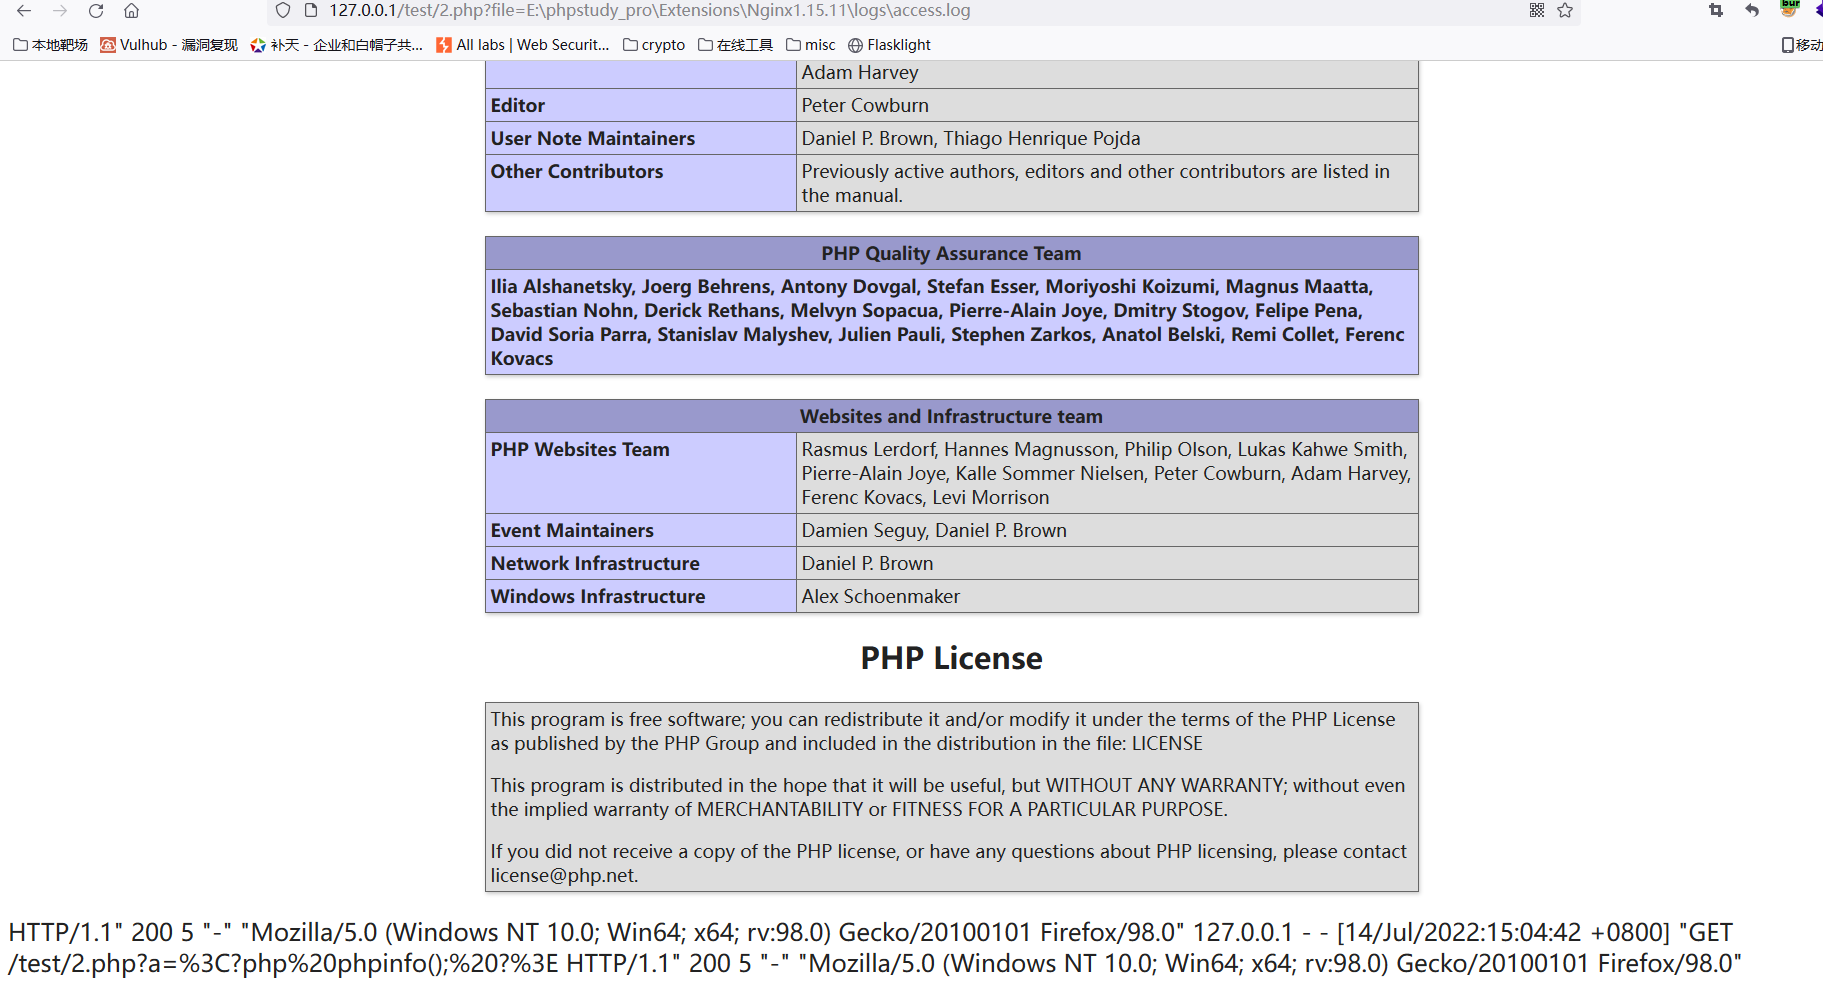 127.0.0.1/test/2.php?file=E:\phpstudy_pro\Extensions\Nginx1.15.11\logs\access.log
本地靶场 Vulhub - 漏洞复现 补天 - 企业和白帽子共... All labs | Web Securit... crypto 在线工具 misc Flasklight 移动
Adam Harvey
Editor Peter Cowburn
User Note Maintainers Daniel P. Brown, Thiago Henrique Pojda
Other Contributors Previously active authors, editors and other contributors are listed in
the manual.
PHP Quality Assurance Team
Ilia Alshanetsky, Joerg Behrens, Antony Dovgal, Stefan Esser, Moriyoshi Koizumi, Magnus Maatta,
Sebastian Nohn, Derick Rethans, Melvyn Sopacua, Pierre-Alain Joye, Dmitry Stogov, Felipe Pena,
David Soria Parra, Stanislav Malyshev, Julien Pauli, Stephen Zarkos, Anatol Belski, Remi Collet, Ferenc
Kovacs
Websites and Infrastructure team
PHP Websites Team Rasmus Lerdorf, Hannes Magnusson, Philip Olson, Lukas Kahwe Smith,
Pierre-Alain Joye, Kalle Sommer Nielsen, Peter Cowburn, Adam Harvey,
Ferenc Kovacs, Levi Morrison
Event Maintainers Damien Seguy, Daniel P. Brown
Network Infrastructure Daniel P. Brown
Windows Infrastructure Alex Schoenmaker
PHP License
This program is free software; you can redistribute it and/or modify it under the terms of the PHP License
as published by the PHP Group and included in the distribution in the file: LICENSE
This program is distributed in the hope that it will be useful, but WITHOUT ANY WARRANTY; without even
the implied warranty of MERCHANTABILITY or FITNESS FOR A PARTICULAR PURPOSE.
If you did not receive a copy of the PHP license, or have any questions about PHP licensing, please contact
license@php.net.
HTTP/1.1" 200 5 "-" "Mozilla/5.0 (Windows NT 10.0; Win64; x64; rv:98.0) Gecko/20100101 Firefox/98.0" 127.0.0.1 - - [14/Jul/2022:15:04:42 +0800] "GET
/test/2.php?a=%3C?php%20phpinfo();%20?%3E HTTP/1.1" 200 5 "-" "Mozilla/5.0 (Windows NT 10.0; Win64; x64; rv:98.0) Gecko/20100101 Firefox/98.0"